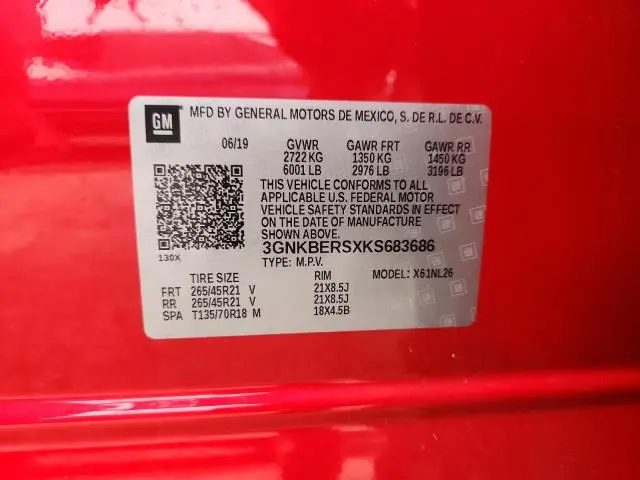 GM
MFD BY GENERAL MOTORS DE MEXICO, S. DE R.L. DE C.V.
06/19 GVWR GAWR FRT GAWR RR
2722 KG 1350 KG 1450 KG
6001 LB 2976 LB 3196 LB
THIS VEHICLE CONFORMS TO ALL
APPLICABLE U.S. FEDERAL MOTOR
VEHICLE SAFETY STANDARDS IN EFFECT
ON THE DATE OF MANUFACTURE
SHOWN ABOVE.
3GNKBERSXKS683686
130X
TYPE: M.P.V.
TIRE SIZE RIM MODEL: X61NL26
FRT 265/45R21 V 21X8.5J
RR 265/45R21 V 21X8.5J
SPA T135/70R18 M 18X4.5B